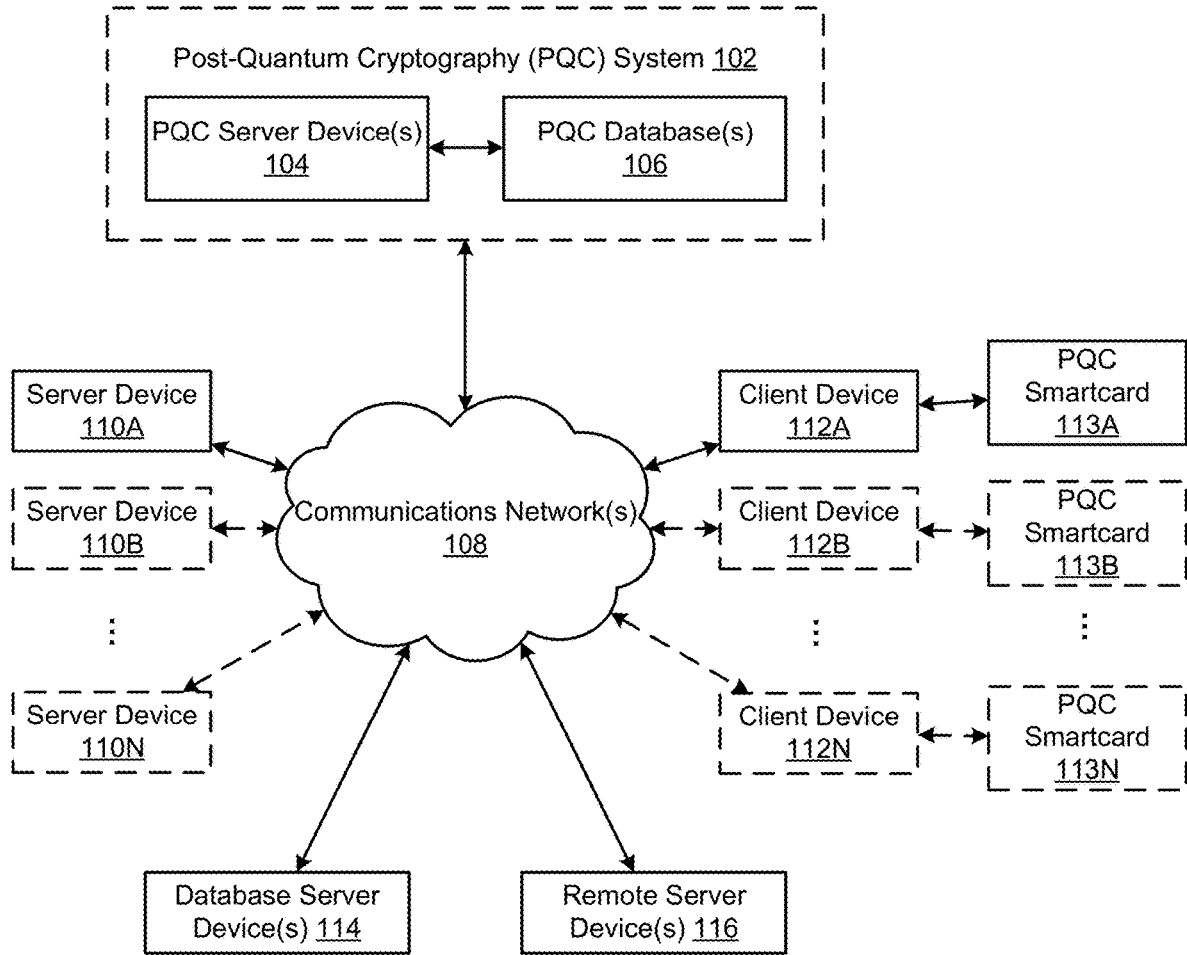 Post-Quantum Cryptography (PQC) System 102
PQC Server Device(s)
104
PQC Database(s)
106
Server Device
110A
Client Device
112A
PQC
Smartcard
113A
Server Device
110B
Communications Network(s)
108
Client Device
112B
PQC
Smartcard
113B
Server Device
110N
Client Device
112N
PQC
Smartcard
113N
Database Server
Device(s) 114
Remote Server
Device(s) 116